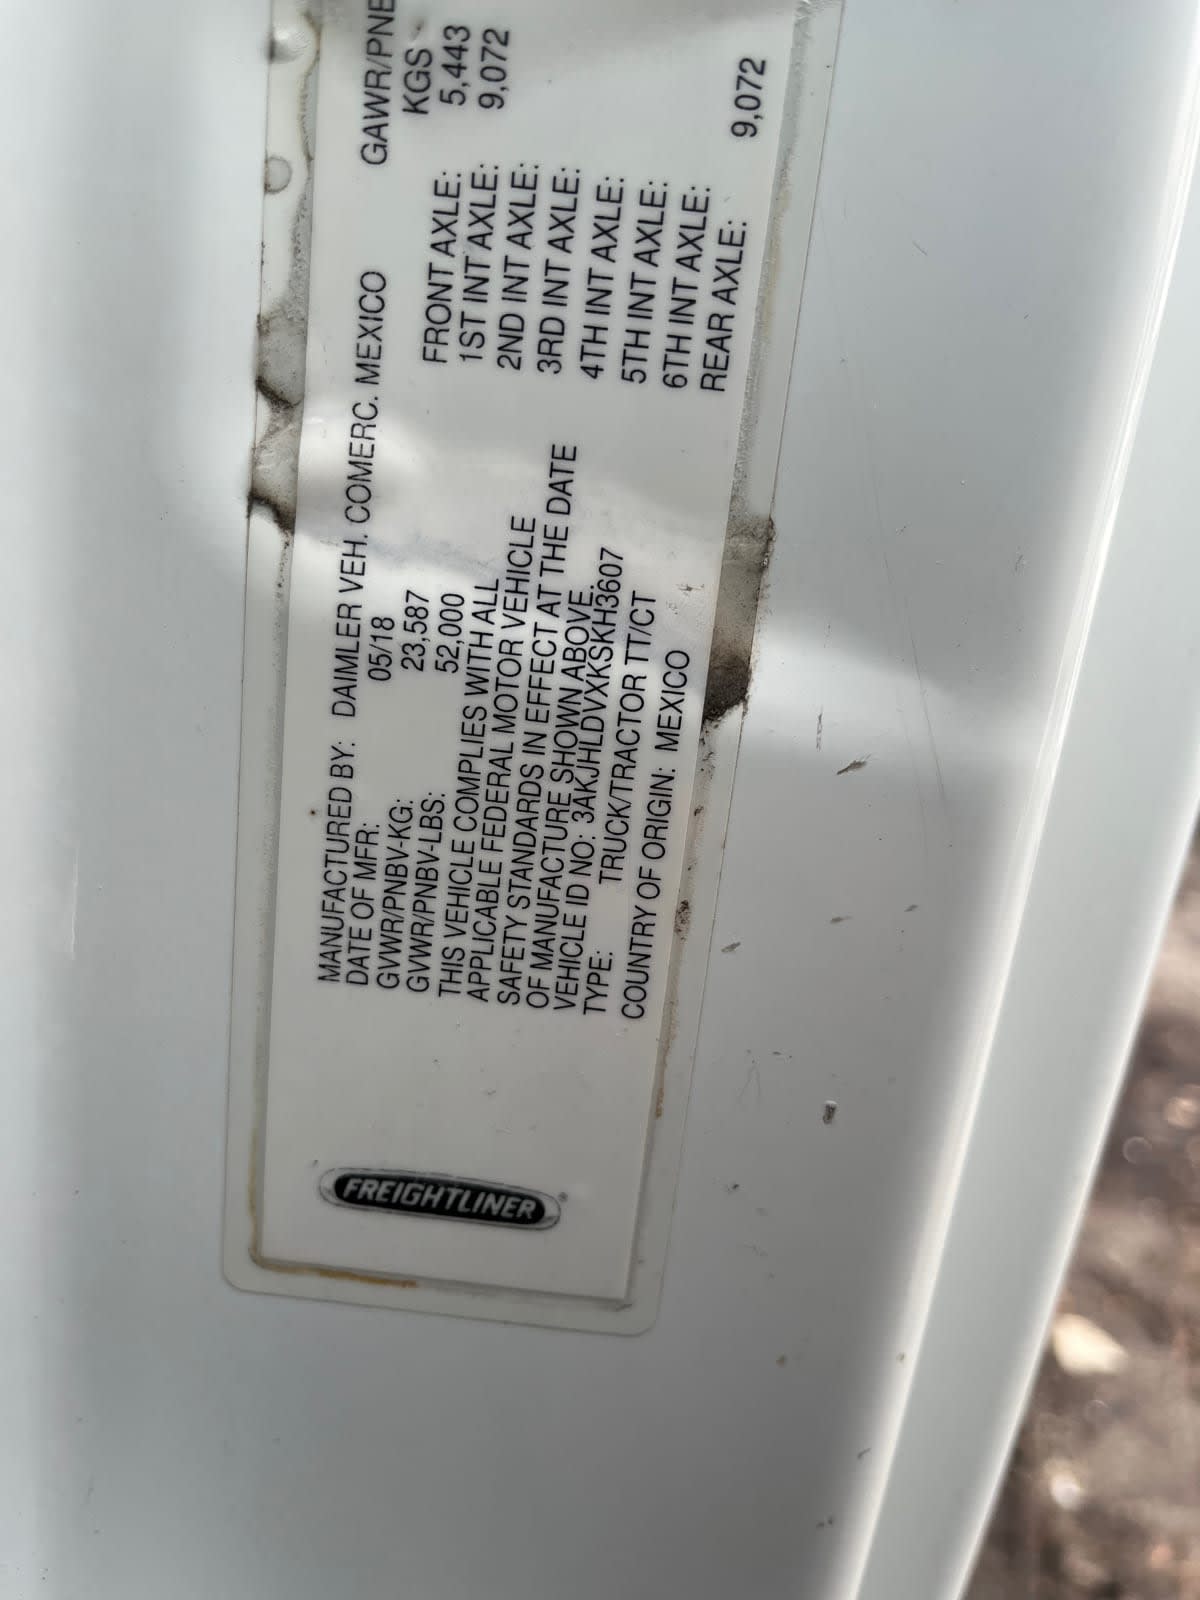 FREIGHTLINER
MANUFACTURED BY: DAIMLER VEH. COMERC. MEXICO
DATE OF MFR: 05/18
GVWR/PNBV-KG: 23,587
GVWR/PNBV-LBS: 52,000
THIS VEHICLE COMPLIES WITH ALL
APPLICABLE FEDERAL MOTOR VEHICLE
SAFETY STANDARDS IN EFFECT AT THE DATE
OF MANUFACTURE SHOWN ABOVE.
VEHICLE ID NO: 3AKJHLDVXKSKH3607
TYPE: TRUCK/TRACTOR TT/CT
COUNTRY OF ORIGIN: MEXICO
GAWR/PNB
KGS
FRONT AXLE: 5,443
1ST INT AXLE: 9,072
2ND INT AXLE:
3RD INT AXLE:
4TH INT AXLE:
5TH INT AXLE:
6TH INT AXLE:
REAR AXLE: 9,072